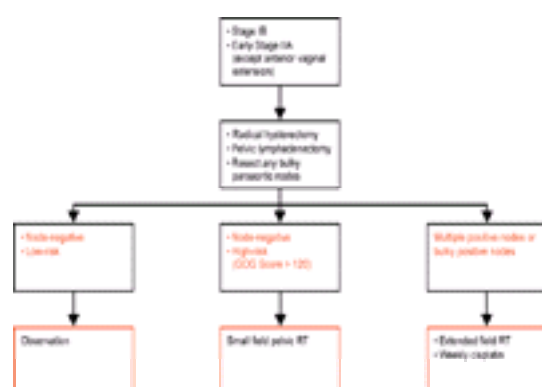 • Stage IB
• Early Stage IIA
(except anterior vaginal
extension)
• Radical hysterectomy
• Pelvic lymphadenectomy
• Resect any bulky
paraaortic nodes
• Node-negative
• Low-risk
• Node-negative
• High-risk
(GOG Score > 120)
Multiple positive nodes or
bulky positive nodes
Observation
Small field pelvic RT
• Extended field RT
• Weekly cisplatin